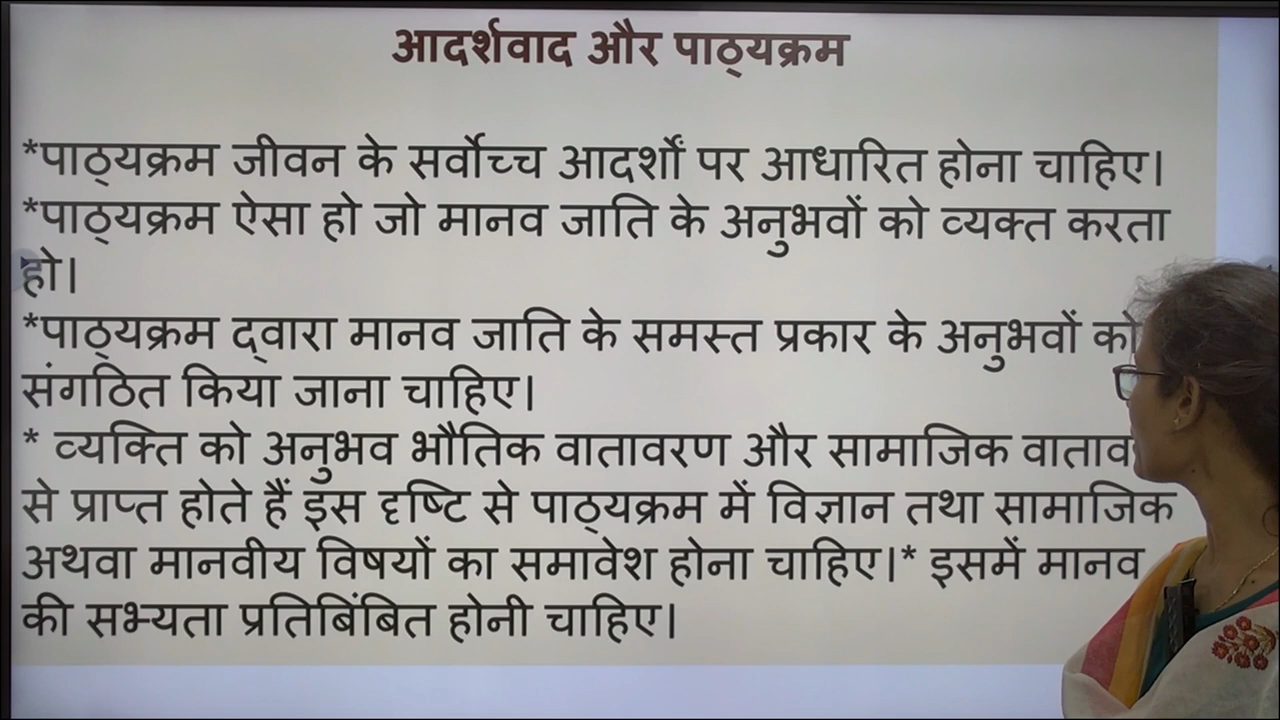 आदर्शवाद और पाठ्यक्रम
*पाठ्यक्रम जीवन के सर्वोच्च आदर्शों पर आधारित होना चाहिए।
*पाठ्यक्रम ऐसा हो जो मानव जाति के अनुभवों को व्यक्त करता
हो।
*पाठ्यक्रम द्वारा मानव जाति के समस्त प्रकार के अनुभवों को
संगठित किया जाना चाहिए।
* व्यक्ति को अनुभव भौतिक वातावरण और सामाजिक
से प्राप्त होते हैं इस दृष्टि से पाठ्यक्रम में विज्ञान तथा सामाजिक
अथवा मानवीय विषयों का समावेश होना चाहिए।* इसमें मानव
की सभ्यता प्रतिबिंबित होनी चाहिए।